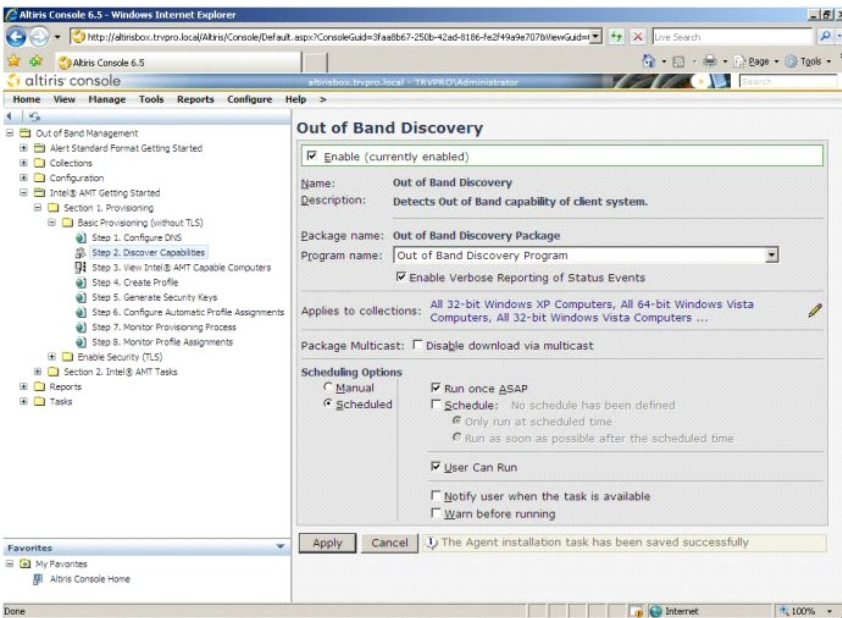 Altiris Console 6.5 - Windows Internet Explorer
http://altirisbox.trvpro.local/Altiris/Console/Default.aspx?ConsoleGuid=3faa8b67-250b-42ad-8186-fe2f49a9e707&ViewGuid=
Live Search
Altiris Console 6.5
Page
Tools
altiris console
altirisbox.trvpro.local - TRVPRO\Administrator
Search
Home View Manage Tools Reports Configure Help >
Out of Band Management
Alert Standard Format Getting Started
Collections
Configuration
Intel® AMT Getting Started
Section 1. Provisioning
Basic Provisioning (without TLS)
Step 1. Configure DNS
Step 2. Discover Capabilities
Step 3. View Intel® AMT Capable Computers
Step 4. Create Profile
Step 5. Generate Security Keys
Step 6. Configure Automatic Profile Assignments
Step 7. Monitor Provisioning Process
Step 8. Monitor Profile Assignments
Enable Security (TLS)
Section 2. Intel® AMT Tasks
Reports
Tasks
Favorites
My Favorites
Altiris Console Home
Out of Band Discovery
Enable (currently enabled)
Name: Out of Band Discovery
Description: Detects Out of Band capability of client system.
Package name: Out of Band Discovery Package
Program name: Out of Band Discovery Program
Enable Verbose Reporting of Status Events
Applies to collections: All 32-bit Windows XP Computers, All 64-bit Windows Vista
Computers, All 32-bit Windows Vista Computers ...
Package Multicast: Disable download via multicast
Scheduling Options
Manual
Scheduled
Run once ASAP
Schedule: No schedule has been defined
Only run at scheduled time
Run as soon as possible after the scheduled time
User Can Run
Notify user when the task is available
Warn before running
Apply Cancel The Agent installation task has been saved successfully
Done
Internet
100%